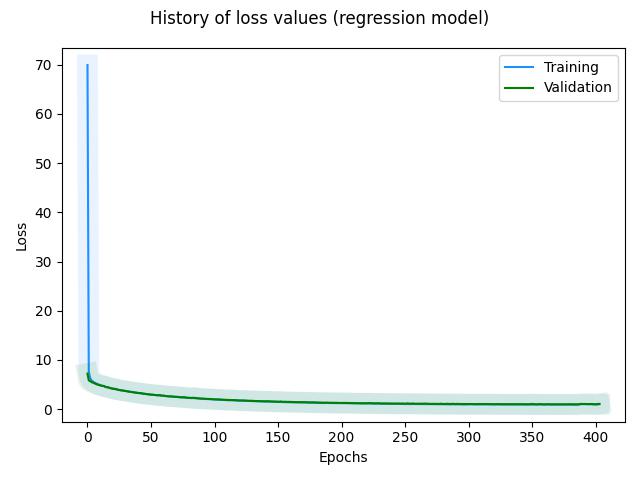 History of loss values (regression model)
Training
Validation
70
60
50
40
30
20
10
0
Loss
0 50 100 150 200 250 300 350 400
Epochs